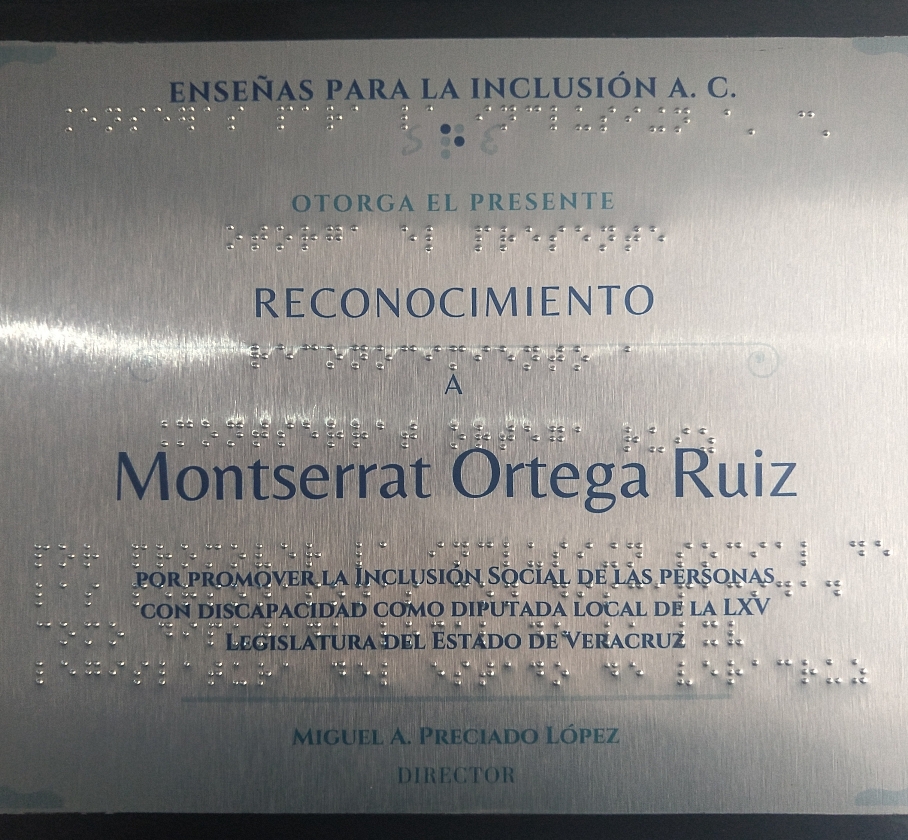 ENSEÑAS PARA LA INCLUSIÓN A. C.
OTORGA EL PRESENTE
RECONOCIMIENTO
A
Montserrat Ortega Ruiz
POR PROMOVER LA INCLUSIÓN SOCIAL DE LAS PERSONAS
CON DISCAPACIDAD COMO DIPUTADA LOCAL DE LA LXV
LEGISLATURA DEL ESTADO DE VERACRUZ
MIGUEL A. PRECIADO LÓPEZ
DIRECTOR